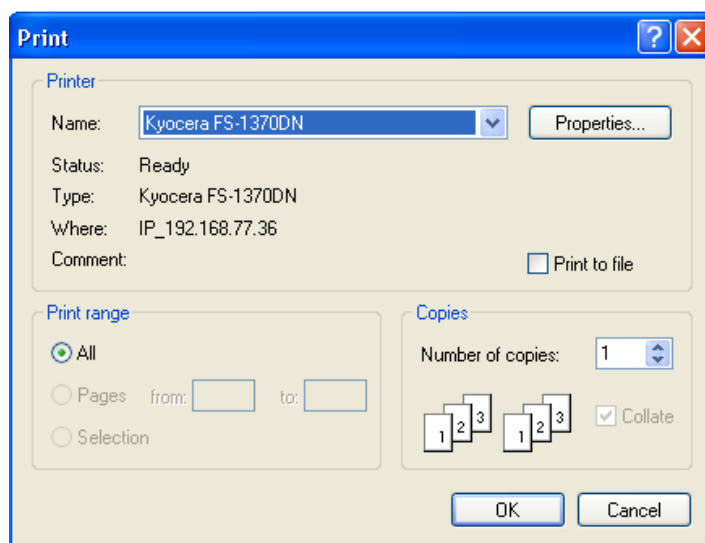 Print
Printer
Name: Kyocera FS-1370DN Properties...
Status: Ready
Type: Kyocera FS-1370DN
Where: IP_192.168.77.36
Comment: Print to file
Print range
All
Pages from: to:
Selection
Copies
Number of copies: 1
1 2 3 1 2 3 Collate
OK Cancel